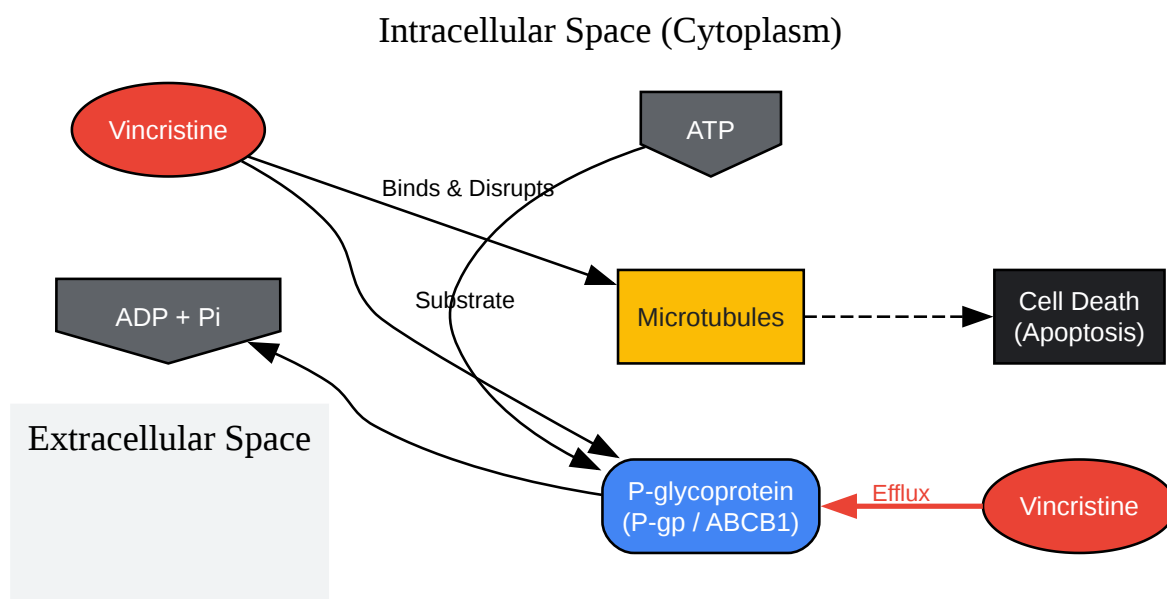 Intracellular Space (Cytoplasm)
Vincristine
ATP
Binds & Disrupts
ADP + Pi
Substrate
Microtubules
Cell Death
(Apoptosis)
Extracellular Space
P-glycoprotein
(P-gp / ABCB1)
Efflux
Vincristine